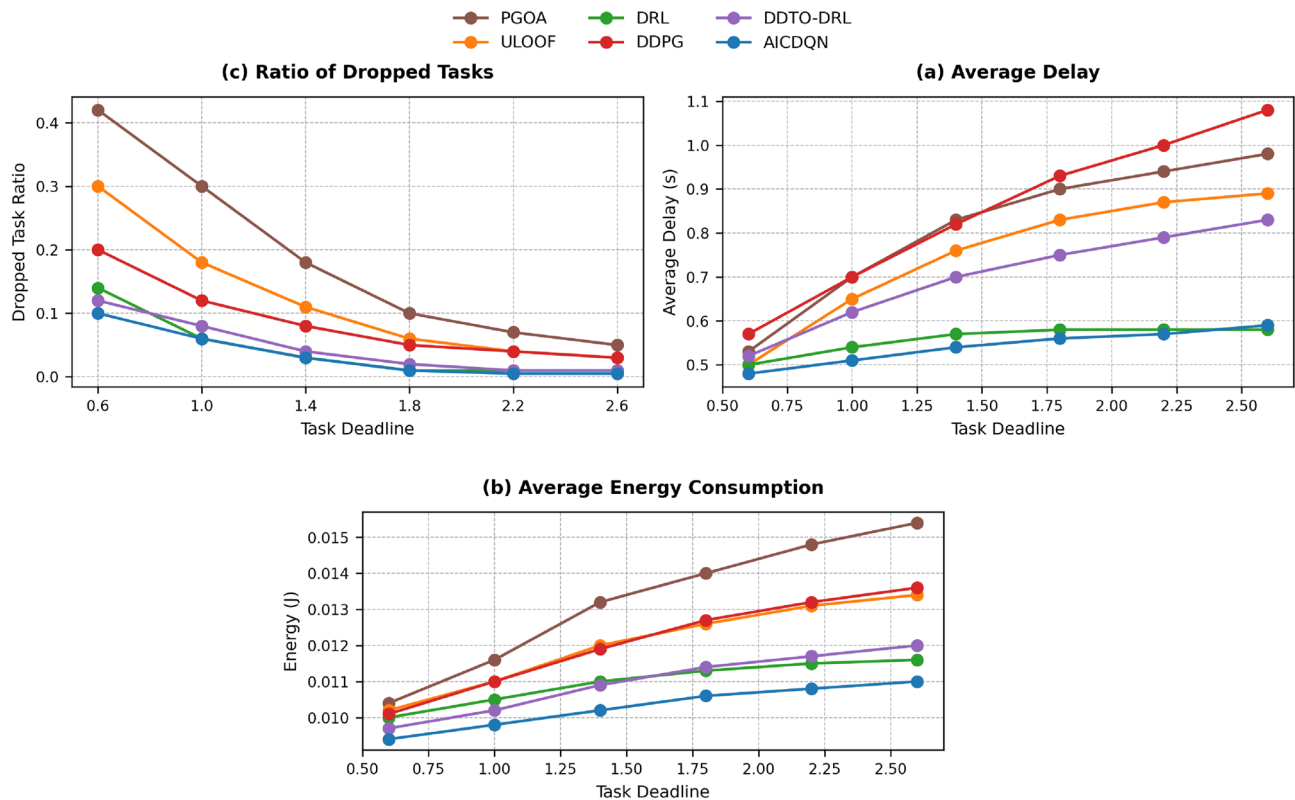 PGOA DRL DDTO-DRL
ULOOF DDPG AICDQN
(c) Ratio of Dropped Tasks
Dropped Task Ratio
0.4
0.3
0.2
0.1
0.0
0.6 1.0 1.4 1.8 2.2 2.6
Task Deadline
(a) Average Delay
Average Delay (s)
1.1
1.0
0.9
0.8
0.7
0.6
0.5
0.50 0.75 1.00 1.25 1.50 1.75 2.00 2.25 2.50
Task Deadline
(b) Average Energy Consumption
Energy (J)
0.015
0.014
0.013
0.012
0.011
0.010
0.50 0.75 1.00 1.25 1.50 1.75 2.00 2.25 2.50
Task Deadline